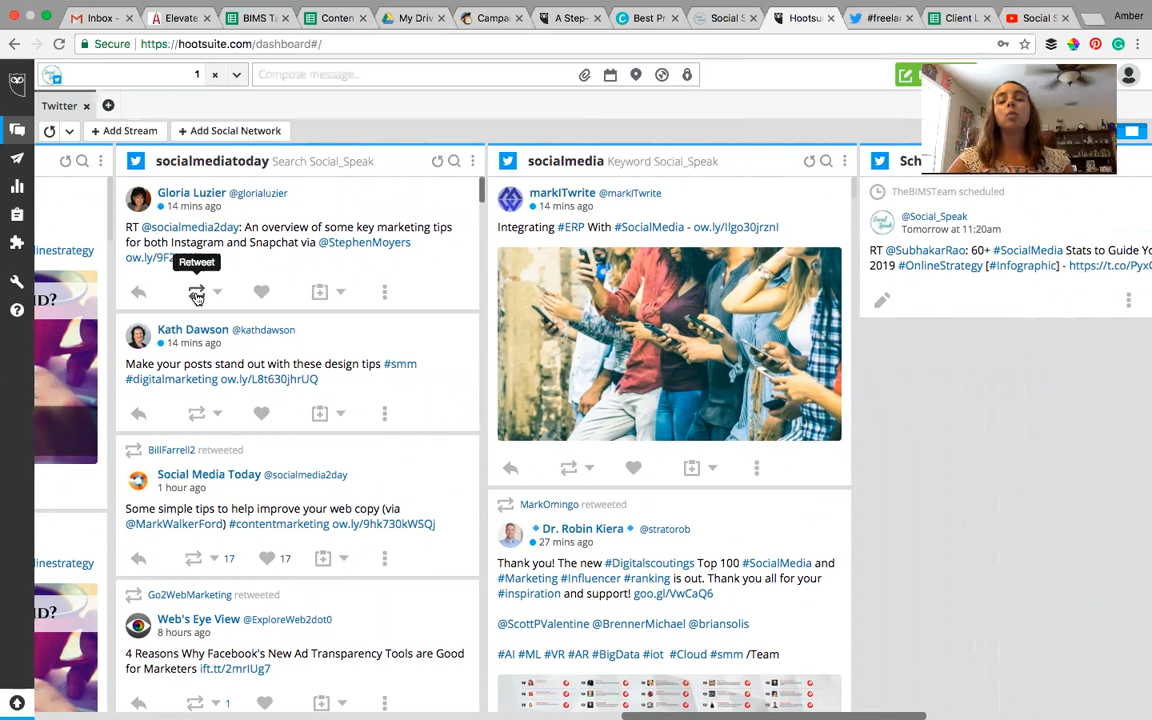 Inbox -
Elevate
BIMS Ta
Conten
My Driv
Campa
A Step-
Best Pr
Social S
Hootsu
#freelan
Client L
Social S
Amber
Secure
https://hootsuite.com/dashboard#/
1
Compose message...
Twitter
Add Stream
Add Social Network
socialmediatoday Search Social_Speak
Gloria Luzier @glorialuzier
14 mins ago
RT @socialmedia2day: An overview of some key marketing tips
for both Instagram and Snapchat via @StephenMoyers
Retweet
Kath Dawson @kathdawson
14 mins ago
Make your posts stand out with these design tips #smm
#digitalmarketing ow.ly/L8t630jhrUQ
BillFarrell2 retweeted
Social Media Today @socialmedia2day
1 hour ago
Some simple tips to help improve your web copy (via
@MarkWalkerFord) #contentmarketing ow.ly/9hk730kWSQj
17
17
Go2WebMarketing retweeted
Web's Eye View @ExploreWeb2dot0
8 hours ago
4 Reasons Why Facebook's New Ad Transparency Tools are Good
for Marketers ift.tt/2mrIUg7
1
socialmedia Keyword Social_Speak
markITwrite @markITwrite
14 mins ago
Integrating #ERP With #SocialMedia - ow.ly/Ilgo30jrznI
MarkOmingo retweeted
Dr. Robin Kiera @stratorob
27 mins ago
Thank you! The new #Digitalscoutings Top 100 #SocialMedia and
#Marketing #Influencer #ranking is out. Thank you all for your
#inspiration and support! goo.gl/VwCaQ6
@ScottPValentine @BrennerMichael @briansolis
#AI #ML #VR #AR #BigData #iot #Cloud #smm /Team
Sch
TheBIMSTeam scheduled
@Social_Speak
Tomorrow at 11:20am
RT @SubhakarRao: 60+ #SocialMedia Stats to Guide Yo
2019 #OnlineStrategy [#Infographic] - https://t.co/PyxC
linestrategy
ID?
linestrategy
ID?